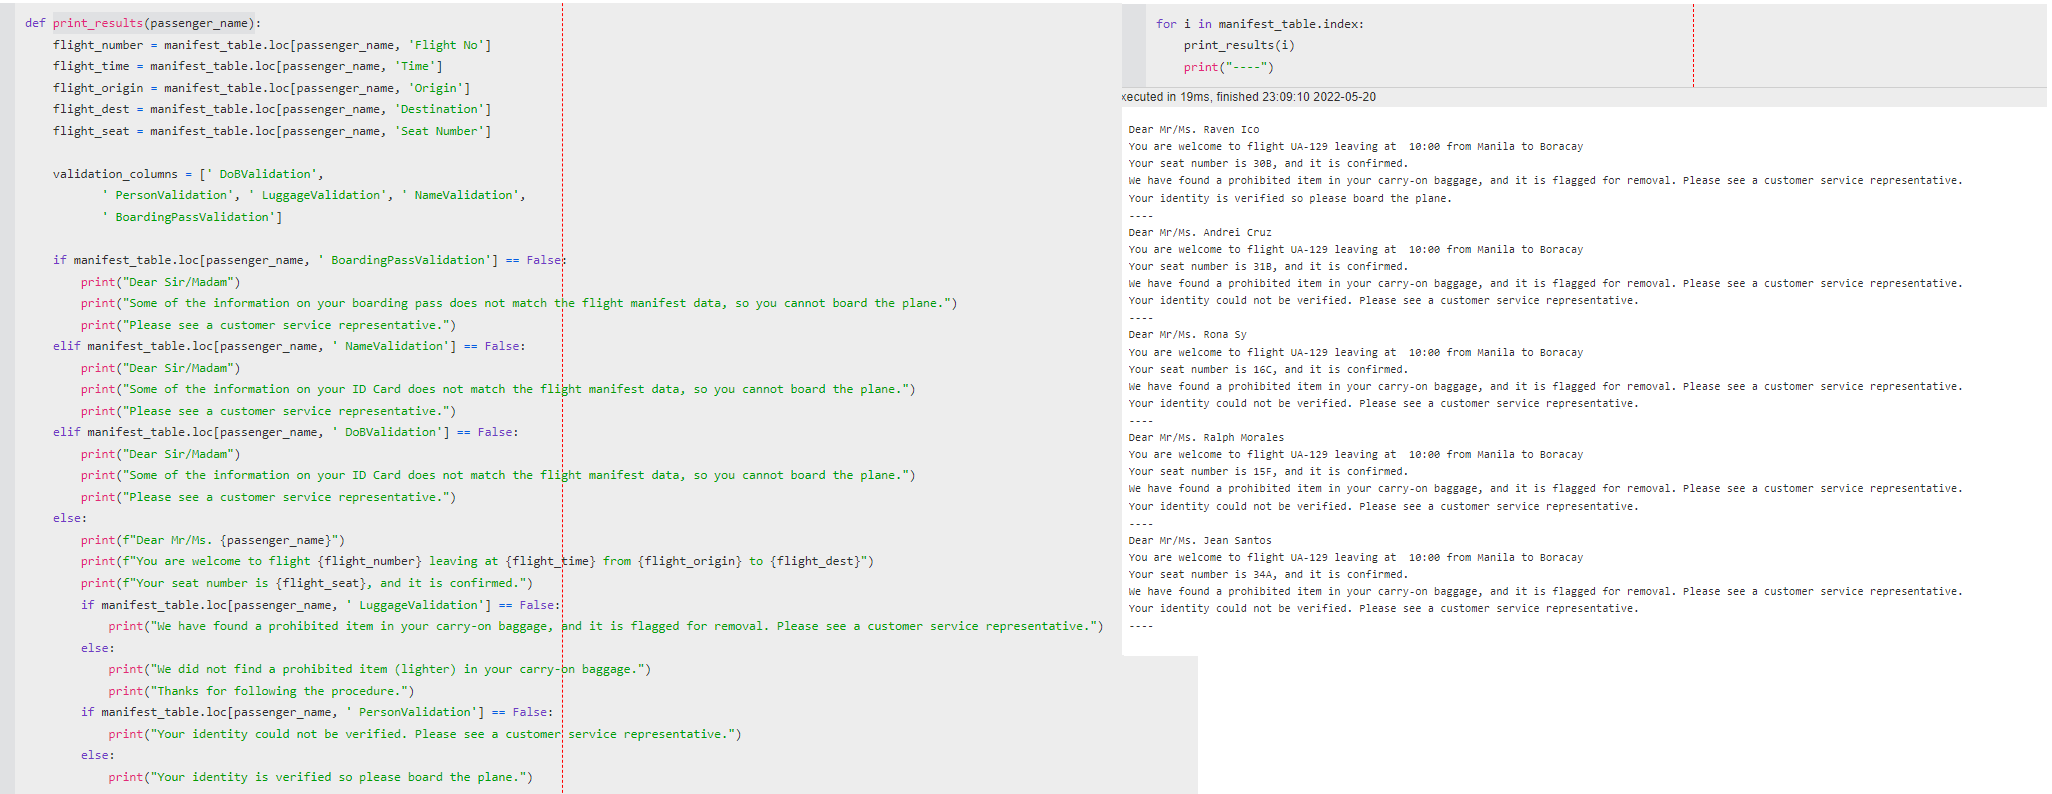 def print_results(passenger_name):
    flight_number = manifest_table.loc[passenger_name, 'Flight No']
    flight_time = manifest_table.loc[passenger_name, 'Time']
    flight_origin = manifest_table.loc[passenger_name, 'Origin']
    flight_dest = manifest_table.loc[passenger_name, 'Destination']
    flight_seat = manifest_table.loc[passenger_name, 'Seat Number']

    validation_columns = [' DoBValidation',
           ' PersonValidation', ' LuggageValidation', ' NameValidation',
           ' BoardingPassValidation']

    if manifest_table.loc[passenger_name, ' BoardingPassValidation'] == False:
        print("Dear Sir/Madam")
        print("Some of the information on your boarding pass does not match the flight manifest data, so you cannot board the plane.")
        print("Please see a customer service representative.")
    elif manifest_table.loc[passenger_name, ' NameValidation'] == False:
        print("Dear Sir/Madam")
        print("Some of the information on your ID Card does not match the flight manifest data, so you cannot board the plane.")
        print("Please see a customer service representative.")
    elif manifest_table.loc[passenger_name, ' DoBValidation'] == False:
        print("Dear Sir/Madam")
        print("Some of the information on your ID Card does not match the flight manifest data, so you cannot board the plane.")
        print("Please see a customer service representative.")
    else:
        print(f"Dear Mr/Ms. {passenger_name}")
        print(f"You are welcome to flight {flight_number} leaving at {flight_time} from {flight_origin} to {flight_dest}")
        print(f"Your seat number is {flight_seat}, and it is confirmed.")
        if manifest_table.loc[passenger_name, ' LuggageValidation'] == False:
            print("We have found a prohibited item in your carry-on baggage, and it is flagged for removal. Please see a customer service representative.")
        else:
            print("We did not find a prohibited item (lighter) in your carry-on baggage.")
            print("Thanks for following the procedure.")
        if manifest_table.loc[passenger_name, ' PersonValidation'] == False:
            print("Your identity could not be verified. Please see a customer service representative.")
        else:
            print("Your identity is verified so please board the plane.")
for i in manifest_table.index:
    print_results(i)
    print("----")
xecuted in 19ms, finished 23:09:10 2022-05-20
Dear Mr/Ms. Raven Ico
You are welcome to flight UA-129 leaving at  10:00 from Manila to Boracay
Your seat number is 30B, and it is confirmed.
We have found a prohibited item in your carry-on baggage, and it is flagged for removal. Please see a customer service representative.
Your identity is verified so please board the plane.
----
Dear Mr/Ms. Andrei Cruz
You are welcome to flight UA-129 leaving at  10:00 from Manila to Boracay
Your seat number is 31B, and it is confirmed.
We have found a prohibited item in your carry-on baggage, and it is flagged for removal. Please see a customer service representative.
Your identity could not be verified. Please see a customer service representative.
----
Dear Mr/Ms. Rona Sy
You are welcome to flight UA-129 leaving at  10:00 from Manila to Boracay
Your seat number is 16C, and it is confirmed.
We have found a prohibited item in your carry-on baggage, and it is flagged for removal. Please see a customer service representative.
Your identity could not be verified. Please see a customer service representative.
----
Dear Mr/Ms. Ralph Morales
You are welcome to flight UA-129 leaving at  10:00 from Manila to Boracay
Your seat number is 15F, and it is confirmed.
We have found a prohibited item in your carry-on baggage, and it is flagged for removal. Please see a customer service representative.
Your identity could not be verified. Please see a customer service representative.
----
Dear Mr/Ms. Jean Santos
You are welcome to flight UA-129 leaving at  10:00 from Manila to Boracay
Your seat number is 34A, and it is confirmed.
We have found a prohibited item in your carry-on baggage, and it is flagged for removal. Please see a customer service representative.
Your identity could not be verified. Please see a customer service representative.
----